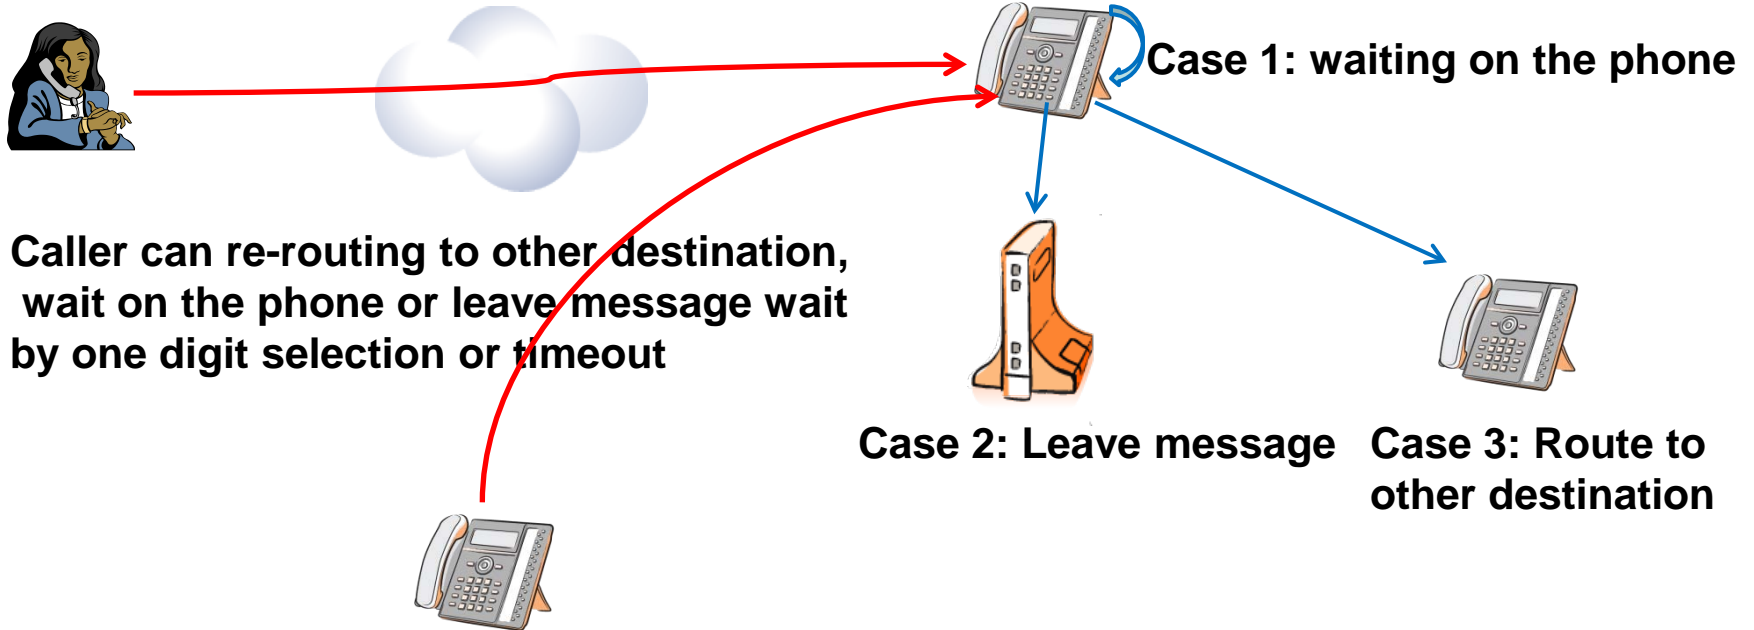 Case 1: waiting on the phone
Caller can re-routing to other destination,
wait on the phone or leave message wait
by one digit selection or timeout
Case 2: Leave message
Case 3: Route to
other destination